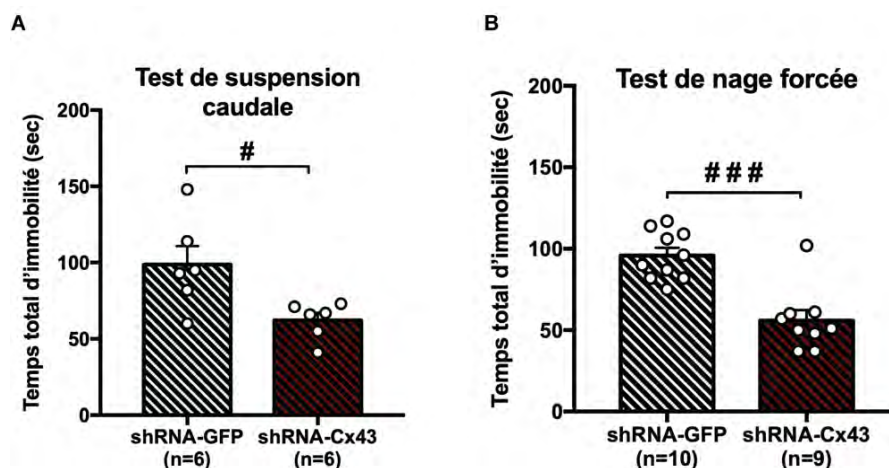 A
Test de suspension
caudale
Temps total d'immobilité (sec)
200
150
100
50
0
#
shRNA-GFP
(n=6)
shRNA-Cx43
(n=6)
B
Test de nage forcée
Temps total d'immobilité (sec)
200
150
100
50
0
###
shRNA-GFP
(n=10)
shRNA-Cx43
(n=9)